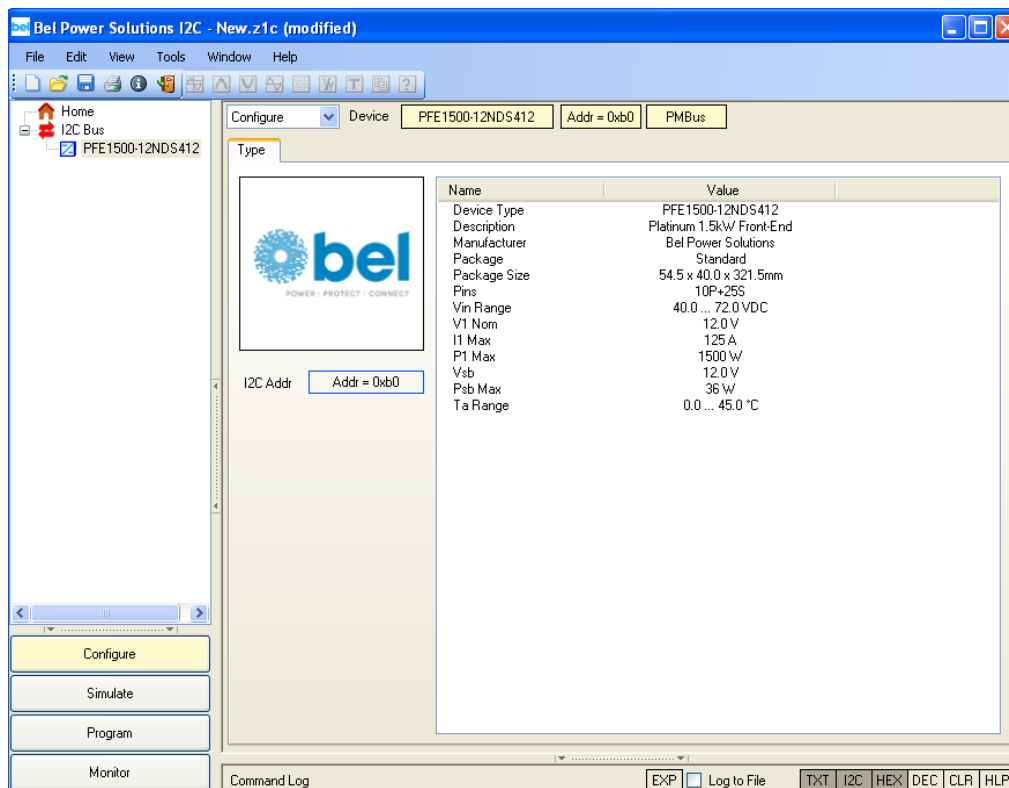 bel Bel Power Solutions I2C - New.z1c (modified)
File Edit View Tools Window Help
Home
I2C Bus
PFE1500-12NDS412
Configure Device PFE1500-12NDS412 Addr = 0xb0 PMBus
Type
bel
POWER | PROTECT | CONNECT
I2C Addr Addr = 0xb0
Name Value
Device Type PFE1500-12NDS412
Description Platinum 1.5kW Front-End
Manufacturer Bel Power Solutions
Package Standard
Package Size 54.5 x 40.0 x 321.5mm
Pins 10P+25S
Vin Range 40.0 ... 72.0 VDC
V1 Nom 12.0 V
I1 Max 125 A
P1 Max 1500 W
Vsb 12.0 V
Psb Max 36 W
Ta Range 0.0 ... 45.0 °C
Configure
Simulate
Program
Monitor
Command Log EXP Log to File TXT I2C HEX DEC CLR HLP